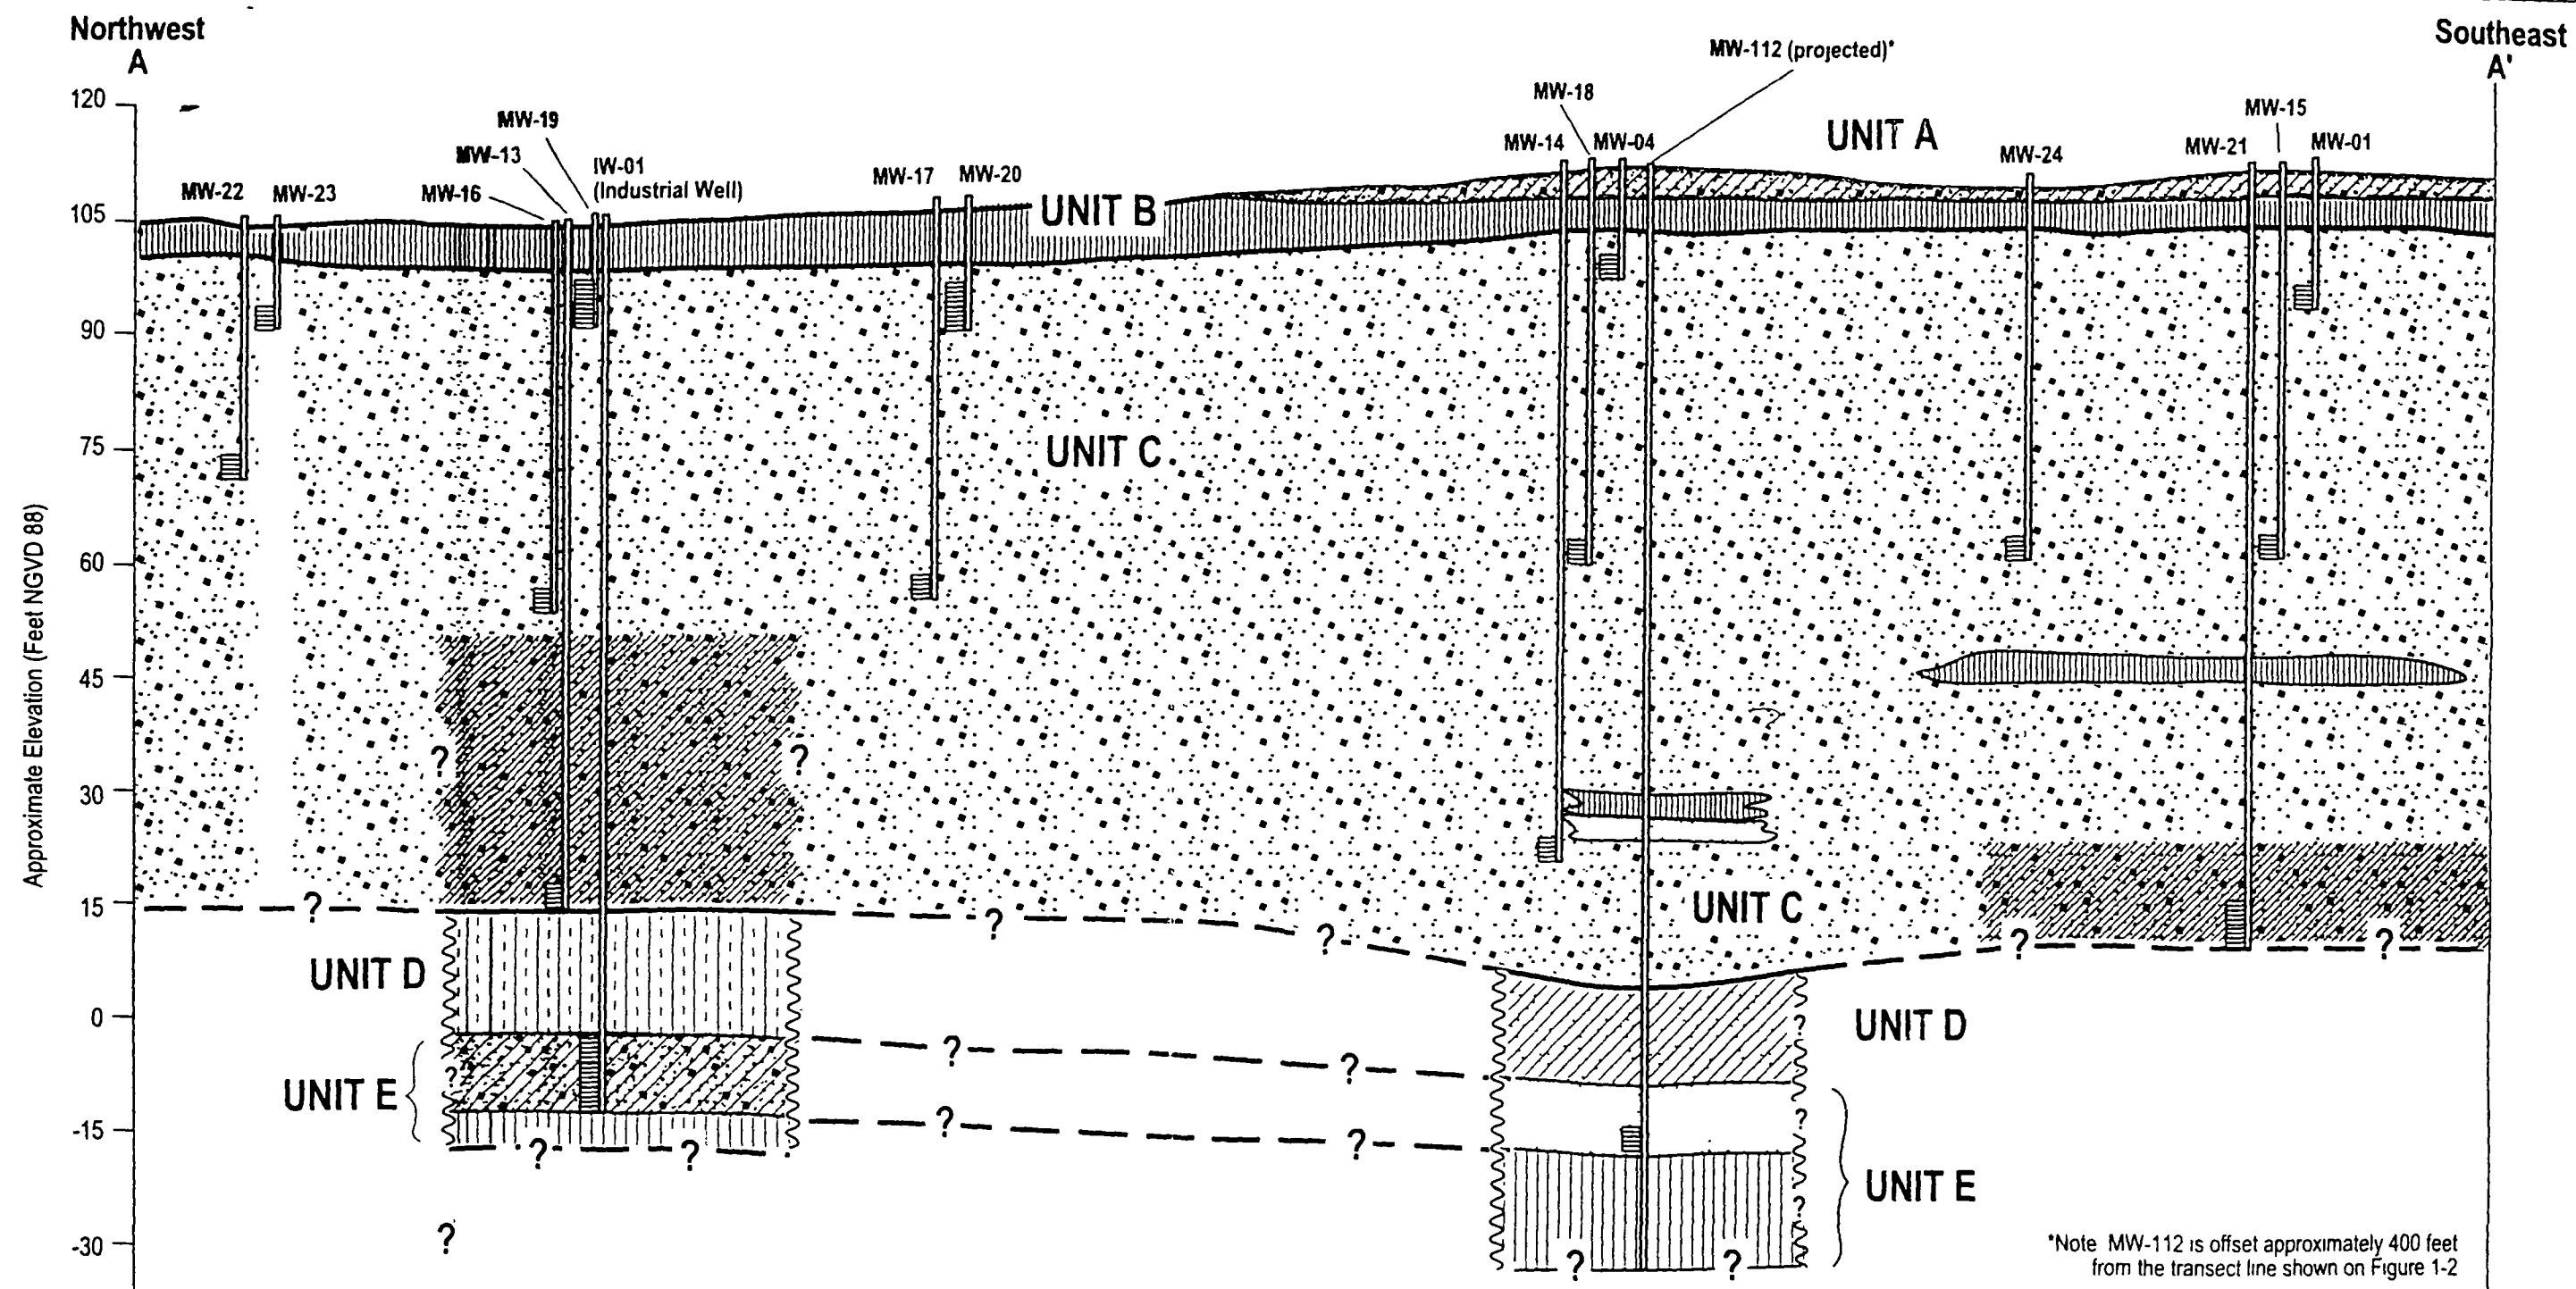 Northwest
A
Southeast
A'
MW-112 (projected)*
MW-18
MW-19
MW-15
MW-14
MW-04
UNIT A
MW-13
IW-01
(Industrial Well)
MW-24
MW-21
MW-01
MW-22
MW-23
MW-16
MW-17
MW-20
UNIT B
UNIT C
120
105
90
75
60
45
30
15
0
-15
-30
Approximate Elevation (Feet NGVD 88)
?
?
?
UNIT C
?
?
?
?
?
UNIT D
?
UNIT D
?
?
?
UNIT E
?
?
?
?
?
UNIT E
?
?
?
?
?
*Note MW-112 is offset approximately 400 feet
from the transect line shown on Figure 1-2